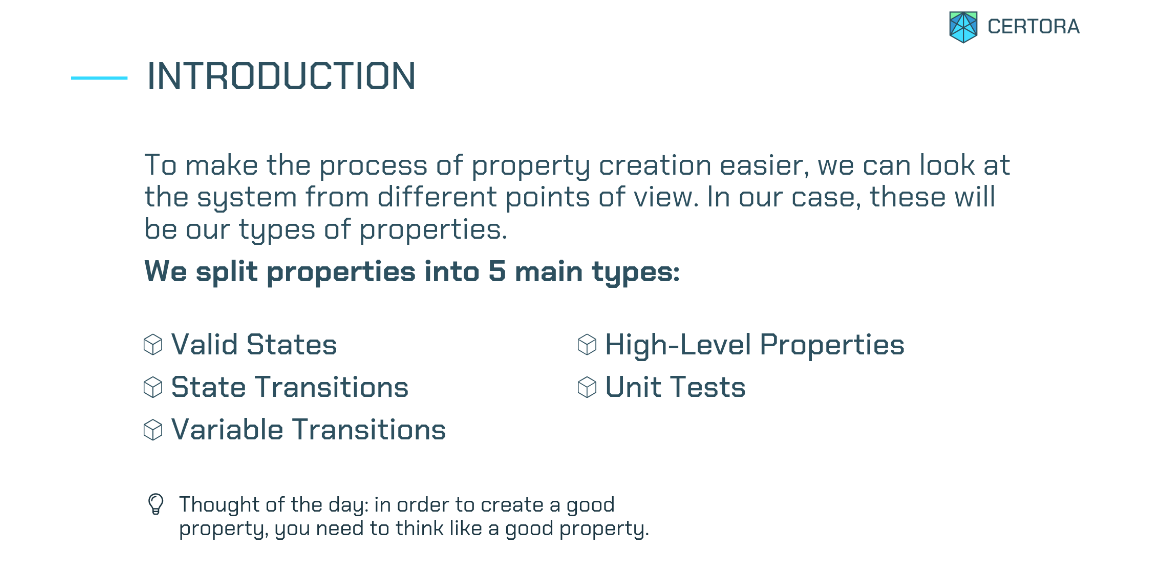 CERTORA
INTRODUCTION
To make the process of property creation easier, we can look at
the system from different points of view. In our case, these will
be our types of properties.
We split properties into 5 main types:
Valid States
State Transitions
Variable Transitions
High-Level Properties
Unit Tests
Thought of the day: in order to create a good
property, you need to think like a good property.